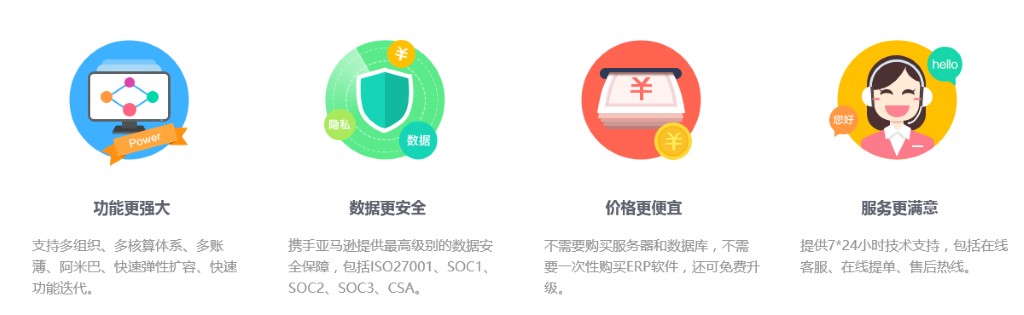 Power
¥
隐私
数据
¥
¥
hello
您好
功能更强大
支持多组织、多核算体系、多账
薄、阿米巴、快速弹性扩容、快速
功能迭代。
数据更安全
携手亚马逊提供最高级别的数据安
全保障，包括ISO27001、SOC1、
SOC2、SOC3、CSA。
价格更便宜
不需要购买服务器和数据库，不需
要一次性购买ERP软件，还可免费升
级。
服务更满意
提供7*24小时技术支持，包括在线
客服、在线提单、售后热线。